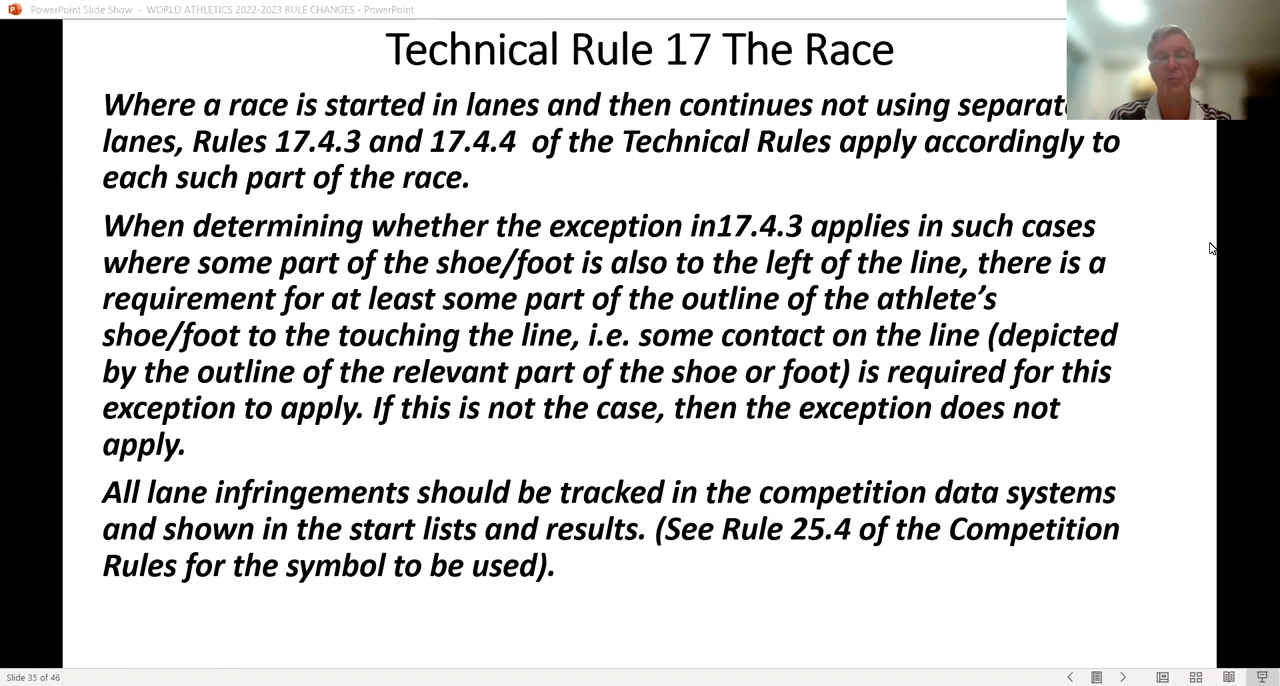 PowerPoint Slide Show - WORLD ATHLETICS 2022-2023 RULE CHANGES - PowerPoint
Technical Rule 17 The Race
Where a race is started in lanes and then continues not using separat
lanes, Rules 17.4.3 and 17.4.4 of the Technical Rules apply accordingly to
each such part of the race.
When determining whether the exception in17.4.3 applies in such cases
where some part of the shoe/foot is also to the left of the line, there is a
requirement for at least some part of the outline of the athlete’s
shoe/foot to the touching the line, i.e. some contact on the line (depicted
by the outline of the relevant part of the shoe or foot) is required for this
exception to apply. If this is not the case, then the exception does not
apply.
All lane infringements should be tracked in the competition data systems
and shown in the start lists and results. (See Rule 25.4 of the Competition
Rules for the symbol to be used).
Slide 35 of 46